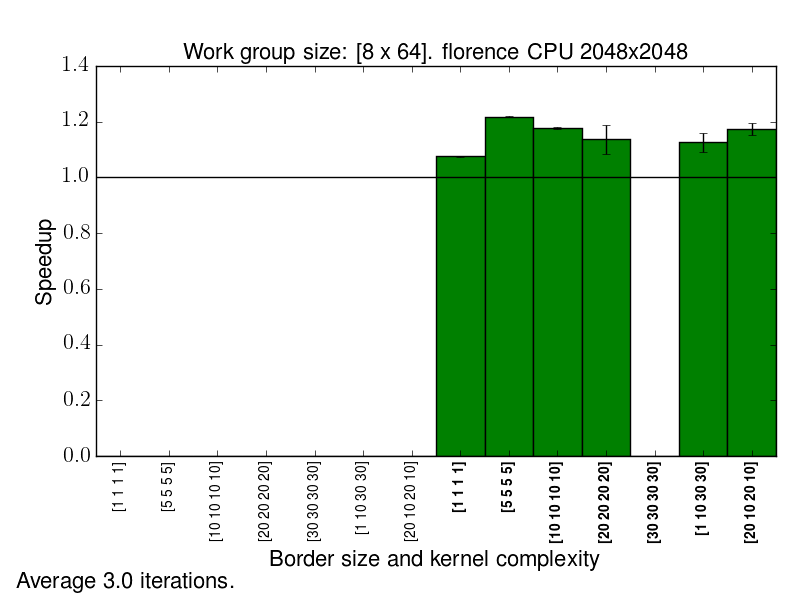 Work group size: [8 x 64]. florence CPU 2048x2048
1.4
1.2
1.0
0.8
0.6
0.4
0.2
0.0
Speedup
[1 1 1 1]
[5 5 5 5]
[10 10 10 10]
[20 20 20 20]
[30 30 30 30]
[1 10 30 30]
[20 10 20 10]
[1 1 1 1]
[5 5 5 5]
[10 10 10 10]
[20 20 20 20]
[30 30 30 30]
[1 10 30 30]
[20 10 20 10]
Border size and kernel complexity
Average 3.0 iterations.